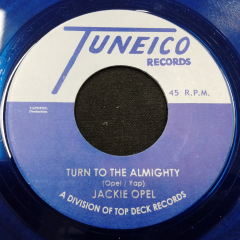 TUNEICO
RECORDS
45 R.P.M.
TURN TO THE ALMIGHTY
(Opel / Yap)
JACKIE OPEL
A DIVISION OF TOP DECK RECORDS